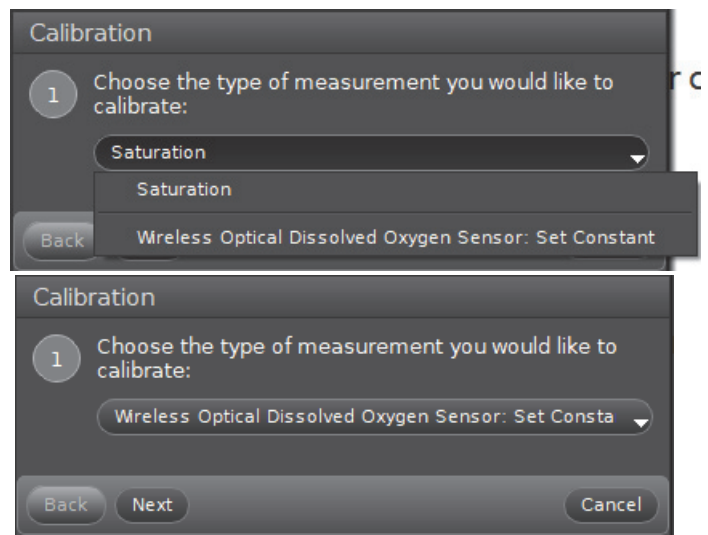 Calibration
1
Choose the type of measurement you would like to
calibrate:
Saturation
Saturation
Back
Wireless Optical Dissolved Oxygen Sensor: Set Constant
Calibration
1
Choose the type of measurement you would like to
calibrate:
Wireless Optical Dissolved Oxygen Sensor: Set Consta
Back Next Cancel